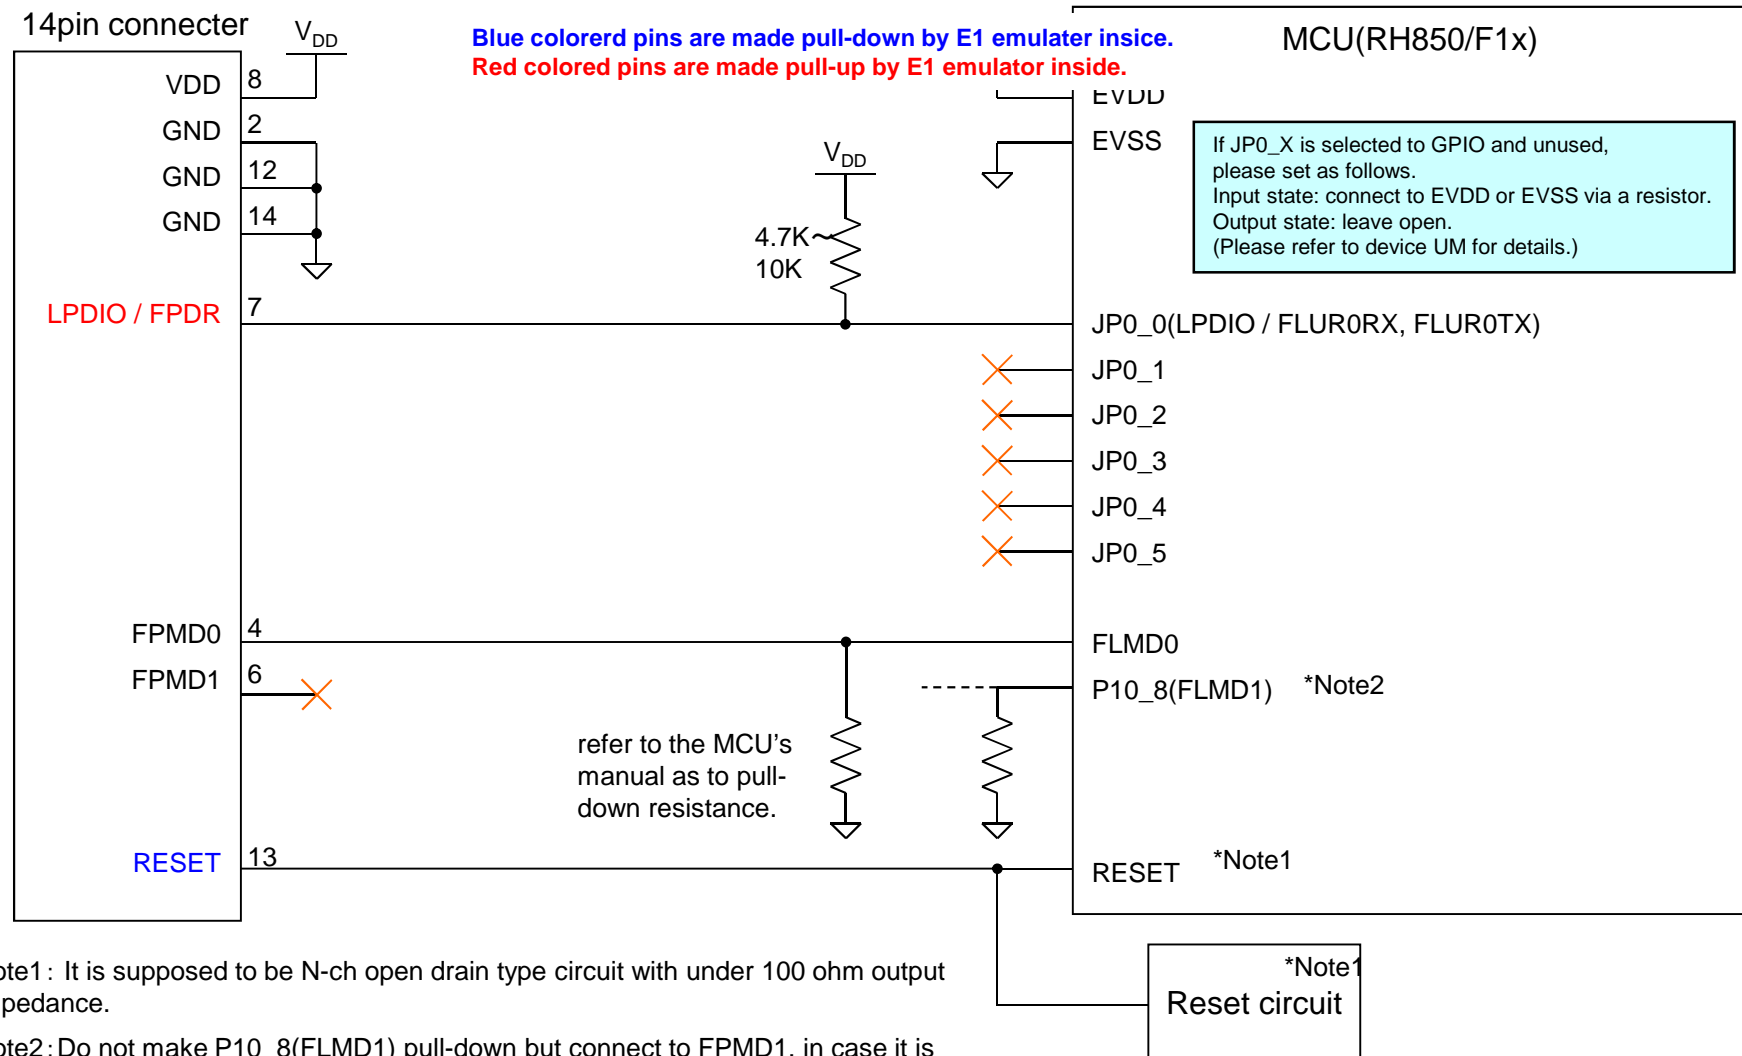 14pin connecter
VDD
Blue colorerd pins are made pull-down by E1 emulater insice.
Red colored pins are made pull-up by E1 emulator inside.
MCU(RH850/F1x)
VDD
8
GND
2
GND
12
GND
14
EVDD
EVSS
If JP0_X is selected to GPIO and unused,
please set as follows.
Input state: connect to EVDD or EVSS via a resistor.
Output state: leave open.
(Please refer to device UM for details.)
VDD
4.7K~
10K
LPDIO / FPDR
7
JP0_0(LPDIO / FLUR0RX, FLUR0TX)
JP0_1
JP0_2
JP0_3
JP0_4
JP0_5
FPMD0
4
FLMD0
FPMD1
6
P10_8(FLMD1)
*Note2
refer to the MCU's
manual as to pull-
down resistance.
RESET
13
RESET
*Note1
*Note1
Reset circuit
ote1: It is supposed to be N-ch open drain type circuit with under 100 ohm output
pedance.
ote2:Do not make P10_8(FLMD1) pull-down but connect to FPMD1, in case it is